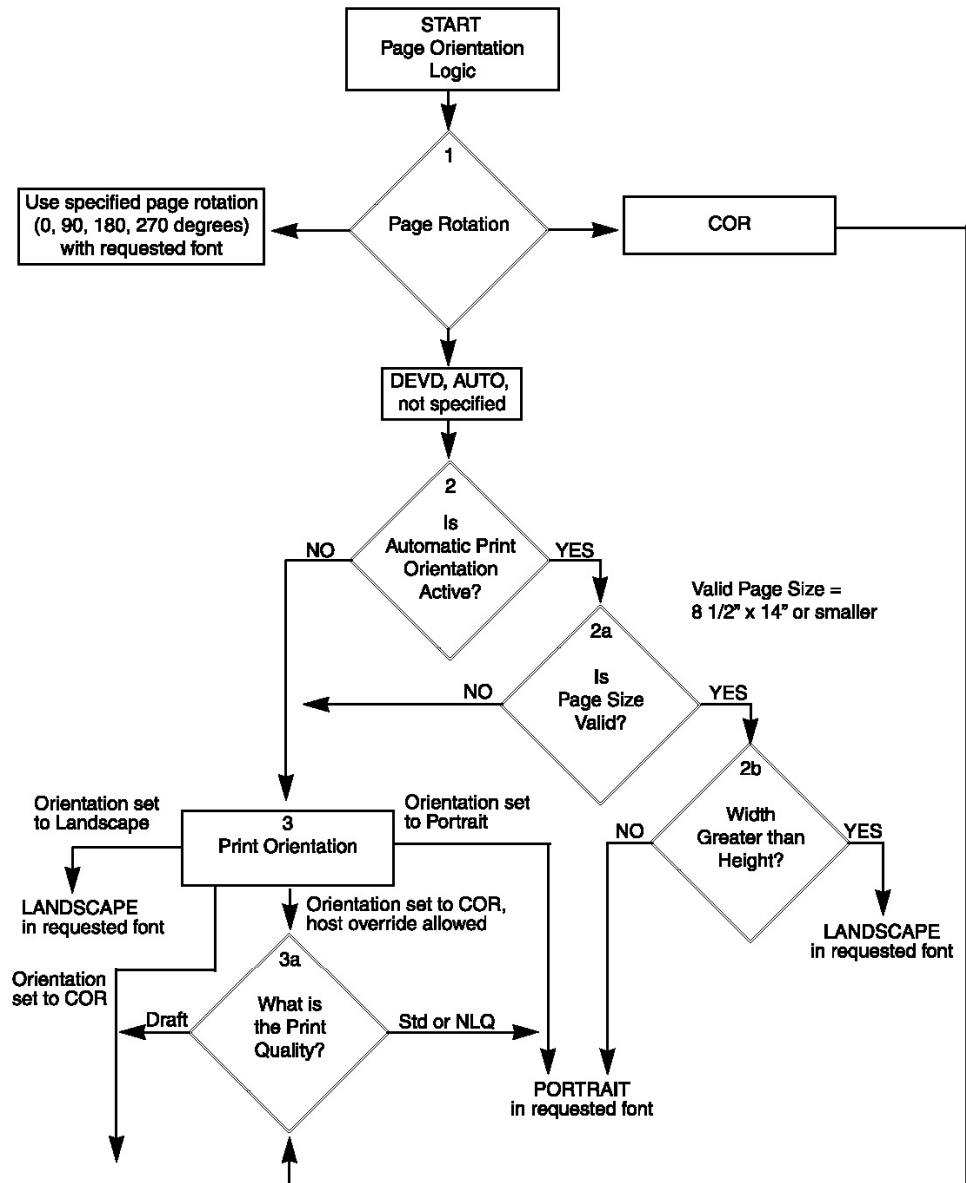 START
Page Orientation
Logic
1
Page Rotation
Use specified page rotation
(0, 90, 180, 270 degrees)
with requested font
COR
DEVD, AUTO,
not specified
2
Is
Automatic Print
Orientation
Active?
NO
YES
Valid Page Size =
8 1/2" x 14" or smaller
2a
Is
Page Size
Valid?
NO
YES
2b
Width
Greater than
Height?
NO
YES
Orientation set
to Landscape
3
Print Orientation
Orientation set
to Portrait
LANDSCAPE
in requested font
Orientation set to COR,
host override allowed
LANDSCAPE
in requested font
Orientation
set to COR
3a
What is
the Print
Quality?
Draft
Std or NLQ
PORTRAIT
in requested font